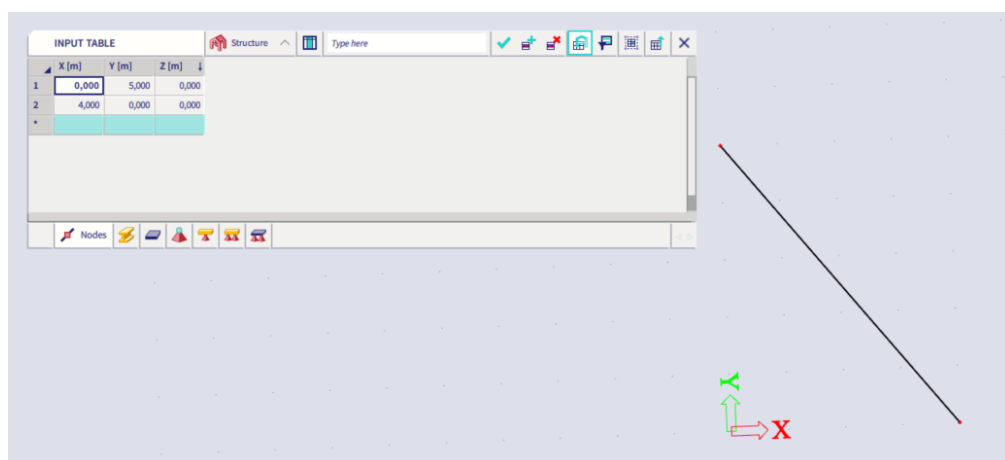 INPUT TABLE Structure Type here
X [m] Y [m] Z [m]
1 0,000 5,000 0,000
2 4,000 0,000 0,000
*
Nodes
Y
X